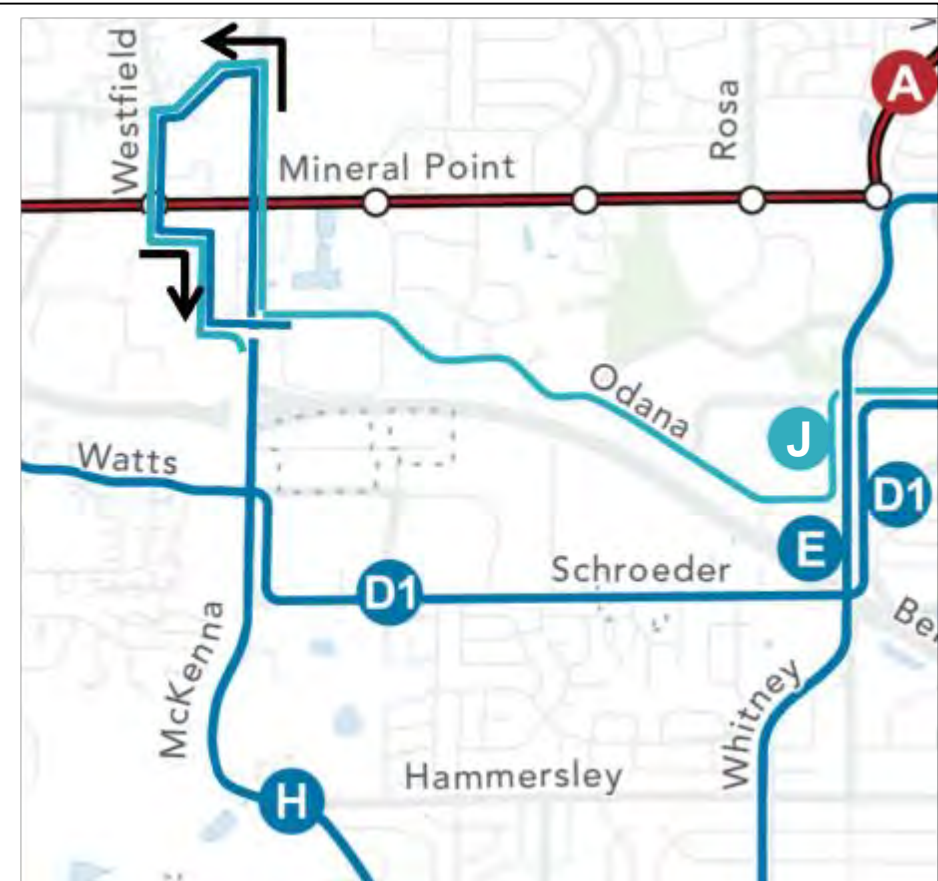 Westfield
Rosa
A
Mineral Point
Odana
J
Watts
D1
E
Schroeder
D1
McKenna
Whitney
Hammersley
H